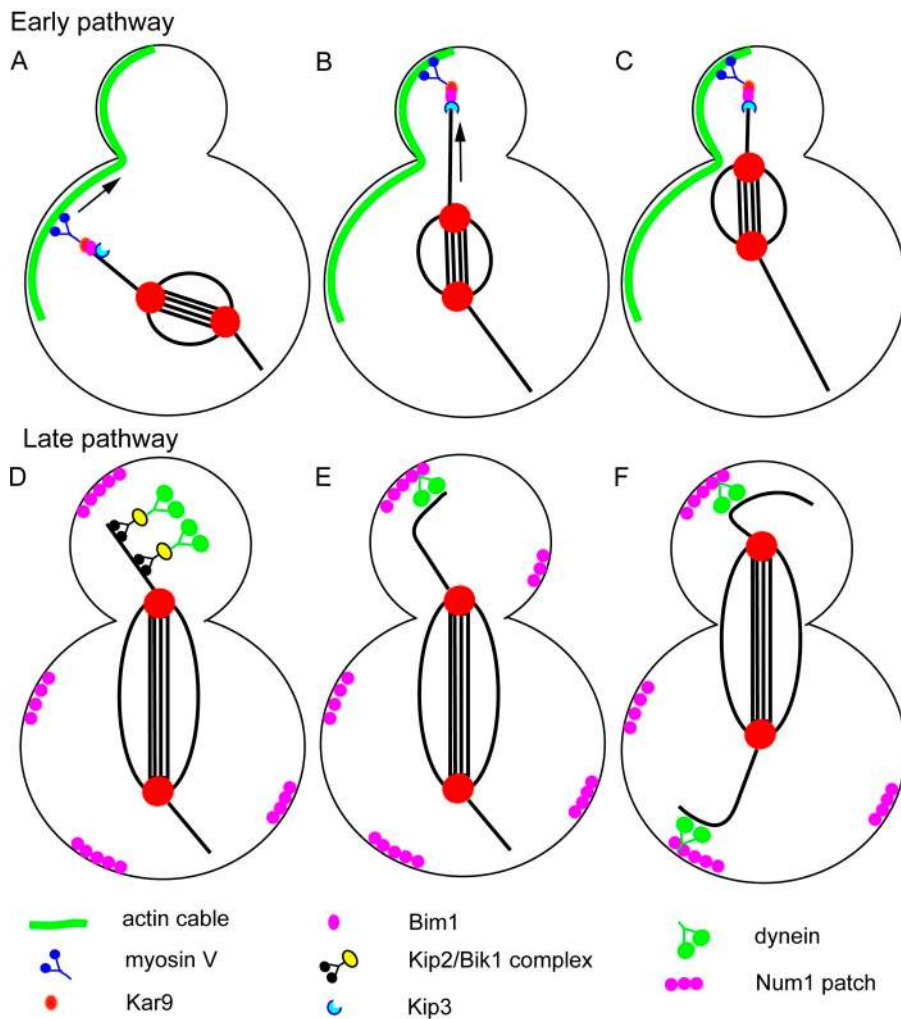 Early pathway
A
B
C
Late pathway
D
E
F
actin cable
myosin V
Kar9
Bim1
Kip2/Bik1 complex
Kip3
dynein
Num1 patch